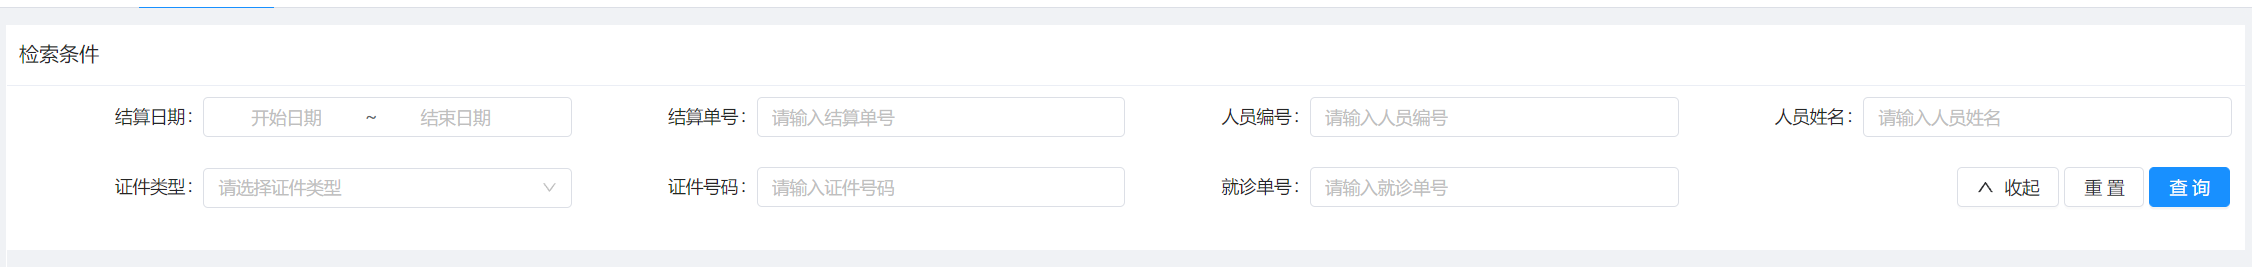 检索条件
结算日期： 开始日期 ~ 结束日期 结算单号： 请输入结算单号 人员编号： 请输入人员编号 人员姓名： 请输入人员姓名
证件类型： 请选择证件类型 证件号码： 请输入证件号码 就诊单号： 请输入就诊单号 收起 重置 查询